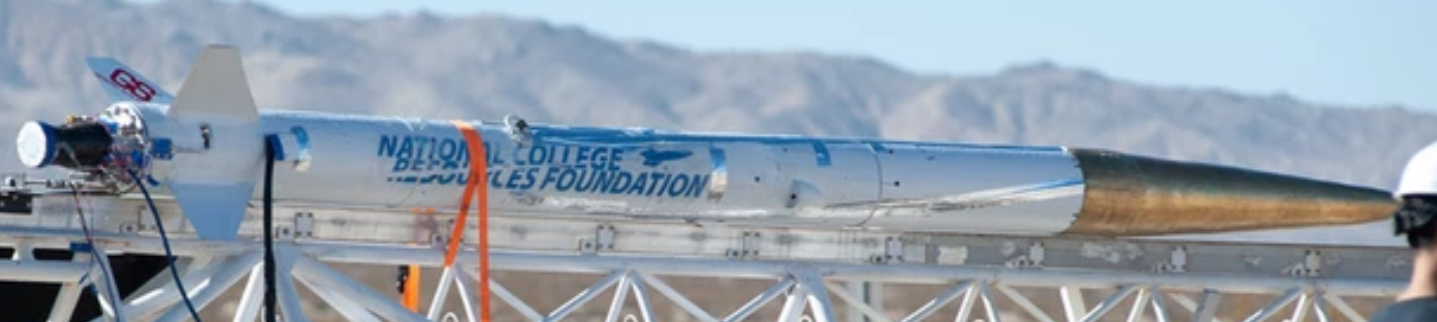 NATIONAL COLLEGE
RESOURCES FOUNDATION